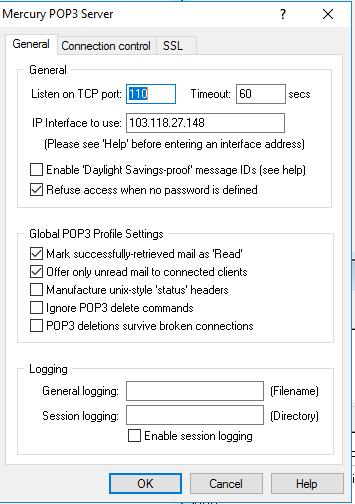 Mercury POP3 Server
General Connection control SSL
General
Listen on TCP port: 110 Timeout: 60 secs
IP Interface to use: 103.118.27.148
(Please see 'Help' before entering an interface address)
Enable 'Daylight Savings-proof' message IDs (see help)
Refuse access when no password is defined
Global POP3 Profile Settings
Mark successfully-retrieved mail as 'Read'
Offer only unread mail to connected clients
Manufacture unix-style 'status' headers
Ignore POP3 delete commands
POP3 deletions survive broken connections
Logging
General logging: (Filename)
Session logging: (Directory)
Enable session logging
OK Cancel Help